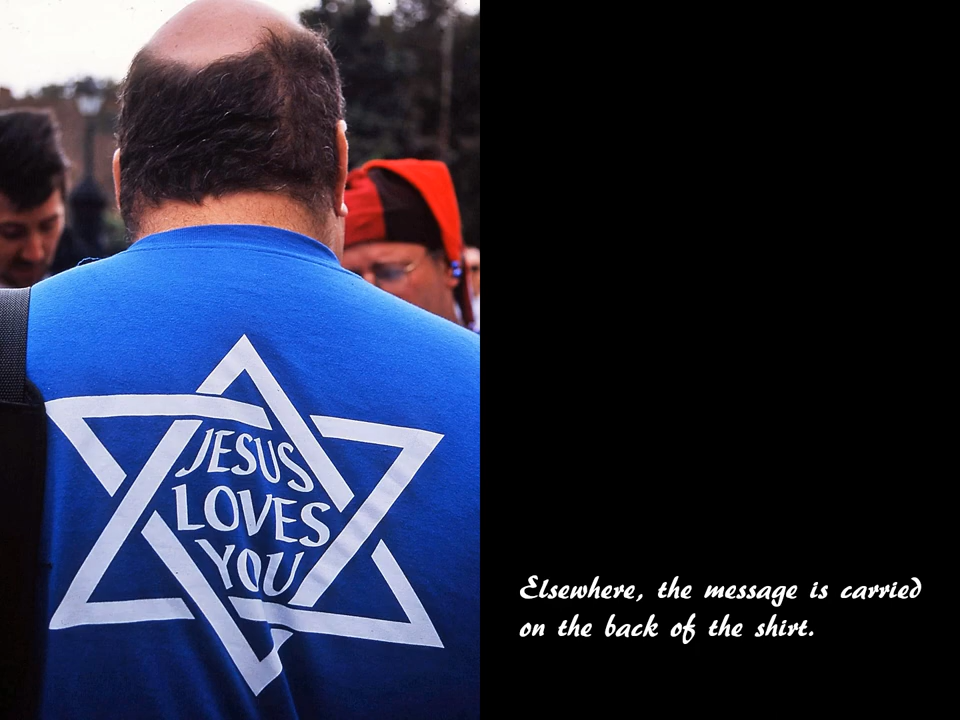 JESUS
LOVES
YOU
Elsewhere, the message is carried
on the back of the shirt.